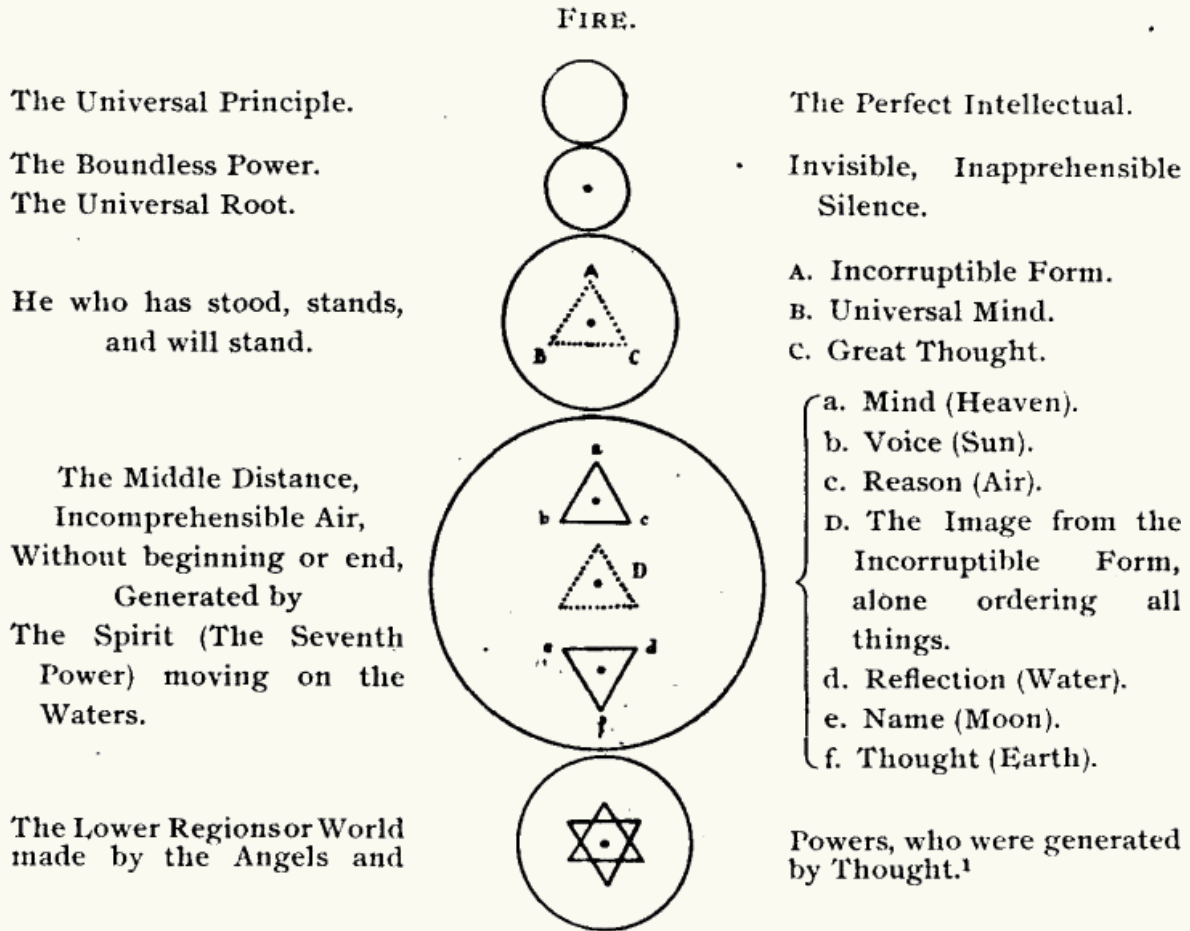 FIRE.
The Universal Principle.
The Perfect Intellectual.
The Boundless Power.
The Universal Root.
Invisible, Inapprehensible
Silence.
He who has stood, stands,
and will stand.
A
B
C
A. Incorruptible Form.
B. Universal Mind.
C. Great Thought.
The Middle Distance,
Incomprehensible Air,
Without beginning or end,
Generated by
The Spirit (The Seventh
Power) moving on the
Waters.
a
b
c
D
e
d
f
a. Mind (Heaven).
b. Voice (Sun).
c. Reason (Air).
D. The Image from the
Incorruptible Form,
alone ordering all
things.
d. Reflection (Water).
e. Name (Moon).
f. Thought (Earth).
The Lower Regions or World
made by the Angels and
Powers, who were generated
by Thought.¹